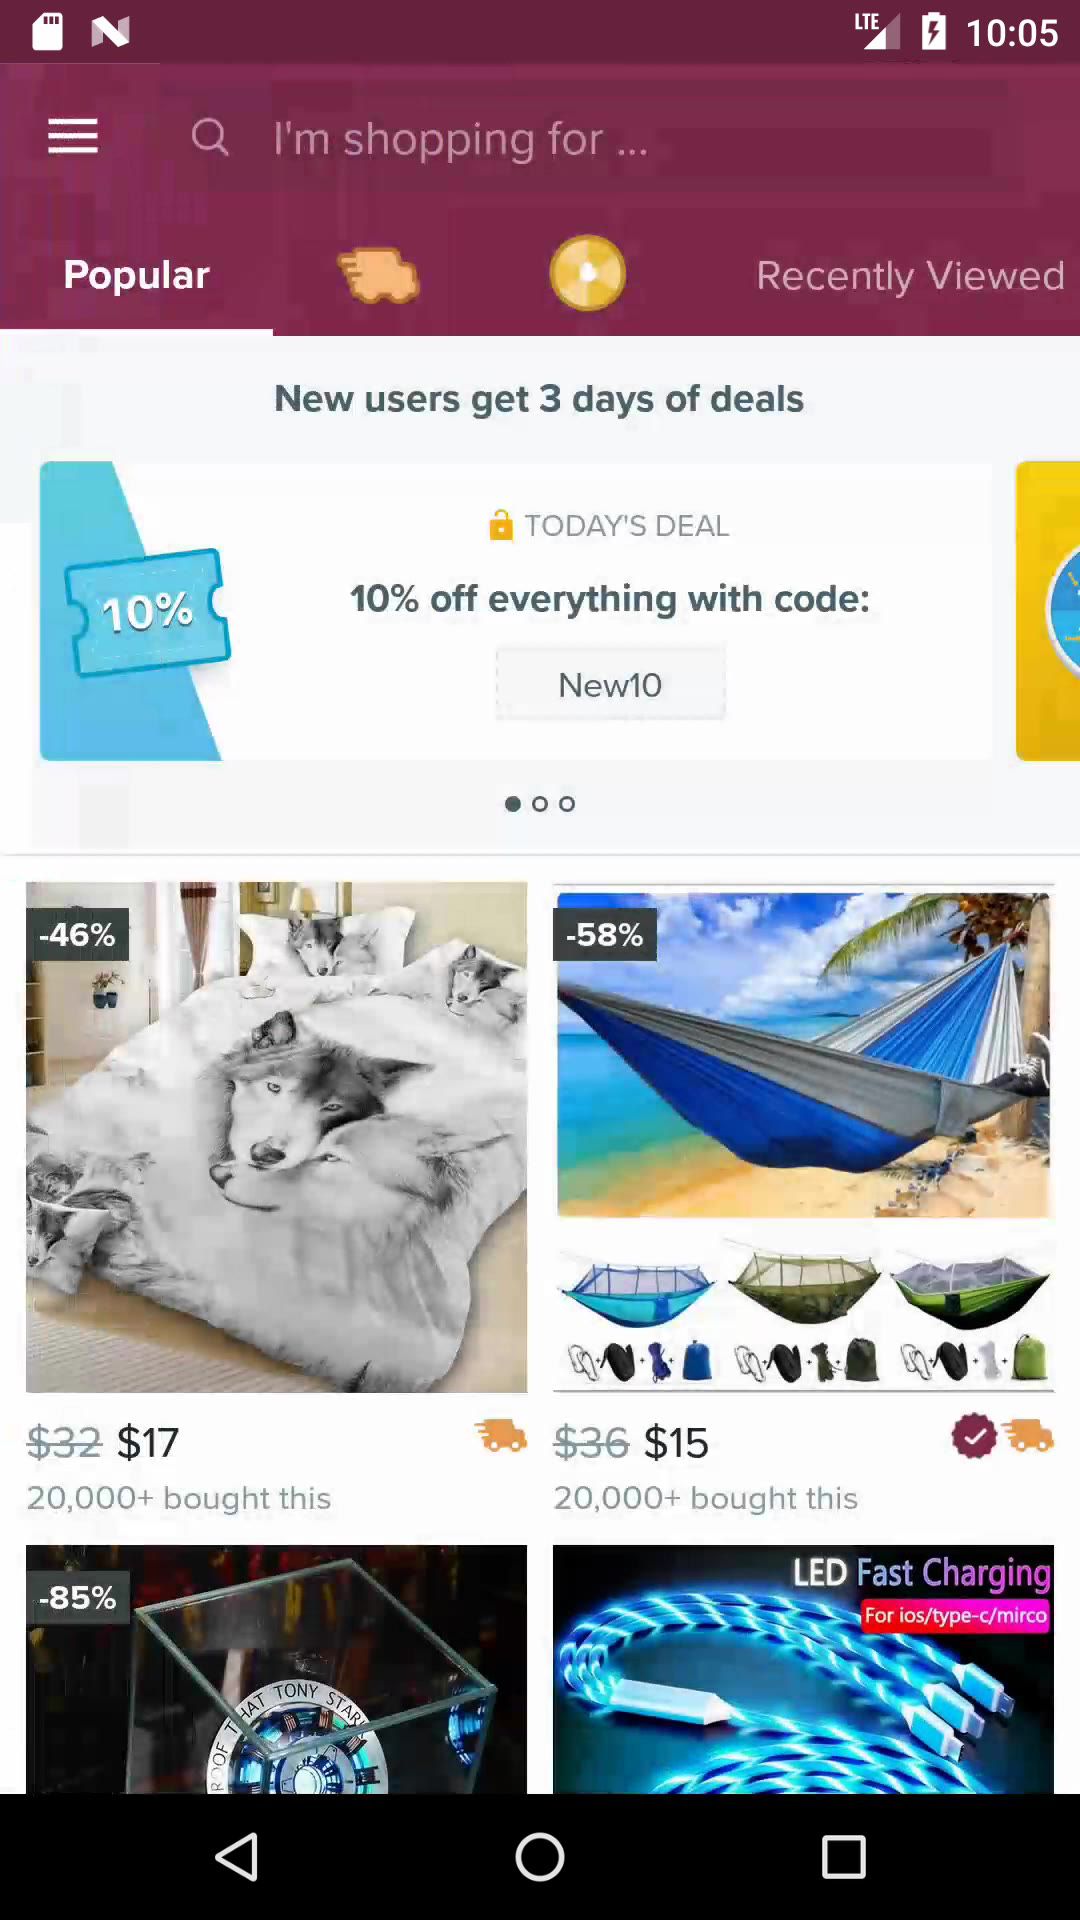 LTE 10:05
I'm shopping for ...
Popular
Recently Viewed
New users get 3 days of deals
TODAY'S DEAL
10%
10% off everything with code:
New10
-46%
-58%
$32 $17
$36 $15
20,000+ bought this
20,000+ bought this
-85%
THAT TONY STAR
LED Fast Charging
For ios/type-c/mirco